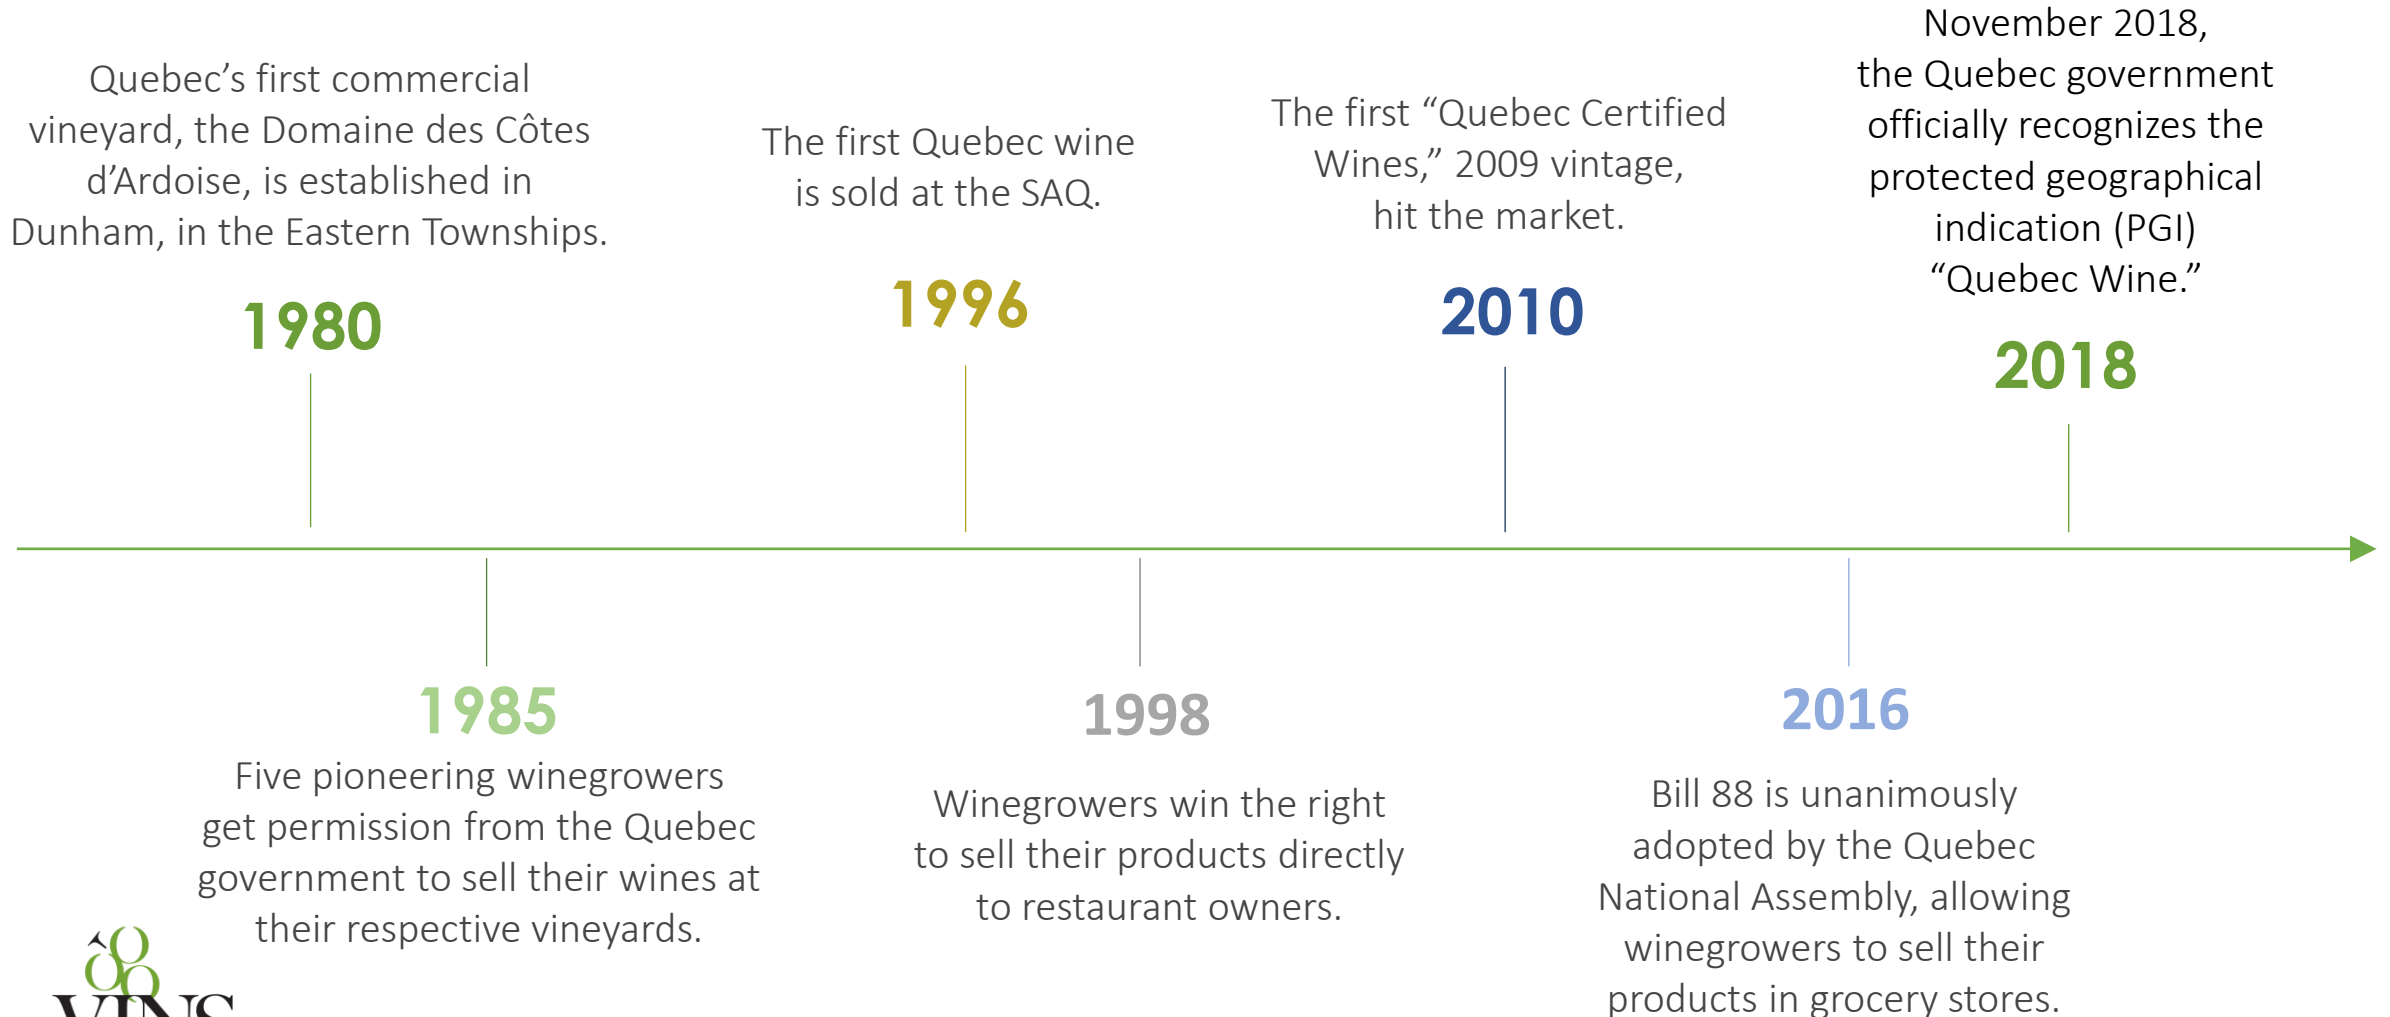 Quebec’s first commercial
vineyard, the Domaine des Côtes
d’Ardoise, is established in
Dunham, in the Eastern Townships.
1980
The first Quebec wine
is sold at the SAQ.
1996
The first “Quebec Certified
Wines,” 2009 vintage,
hit the market.
2010
November 2018,
the Quebec government
officially recognizes the
protected geographical
indication (PGI)
“Quebec Wine.”
2018
1985
Five pioneering winegrowers
get permission from the Quebec
government to sell their wines at
their respective vineyards.
1998
Winegrowers win the right
to sell their products directly
to restaurant owners.
2016
Bill 88 is unanimously
adopted by the Quebec
National Assembly, allowing
winegrowers to sell their
products in grocery stores.
VINS